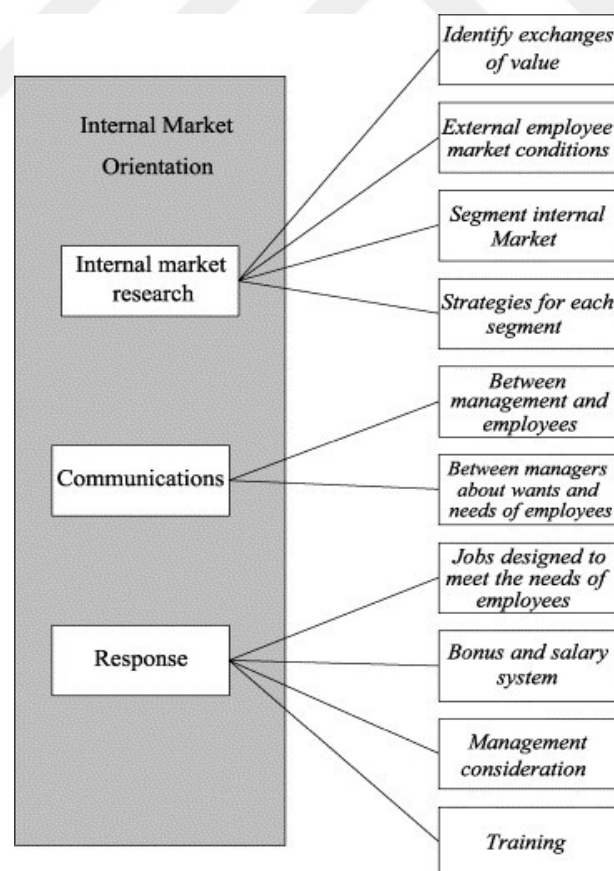 Internal Market
Orientation
Internal market
research
Communications
Response
Identify exchanges
of value
External employee
market conditions
Segment internal
Market
Strategies for each
segment
Between
management and
employees
Between managers
about wants and
needs of employees
Jobs designed to
meet the needs of
employees
Bonus and salary
system
Management
consideration
Training